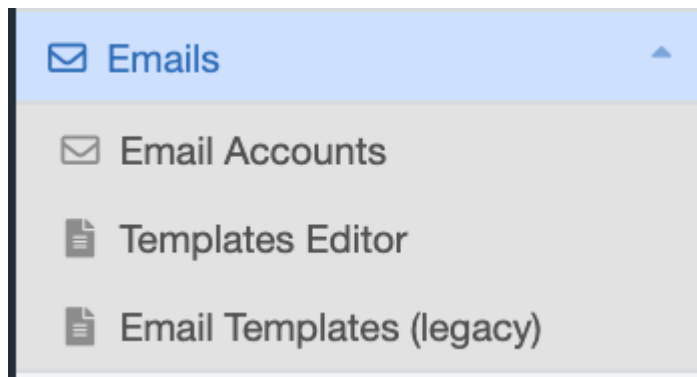 Emails
Email Accounts
Templates Editor
Email Templates (legacy)